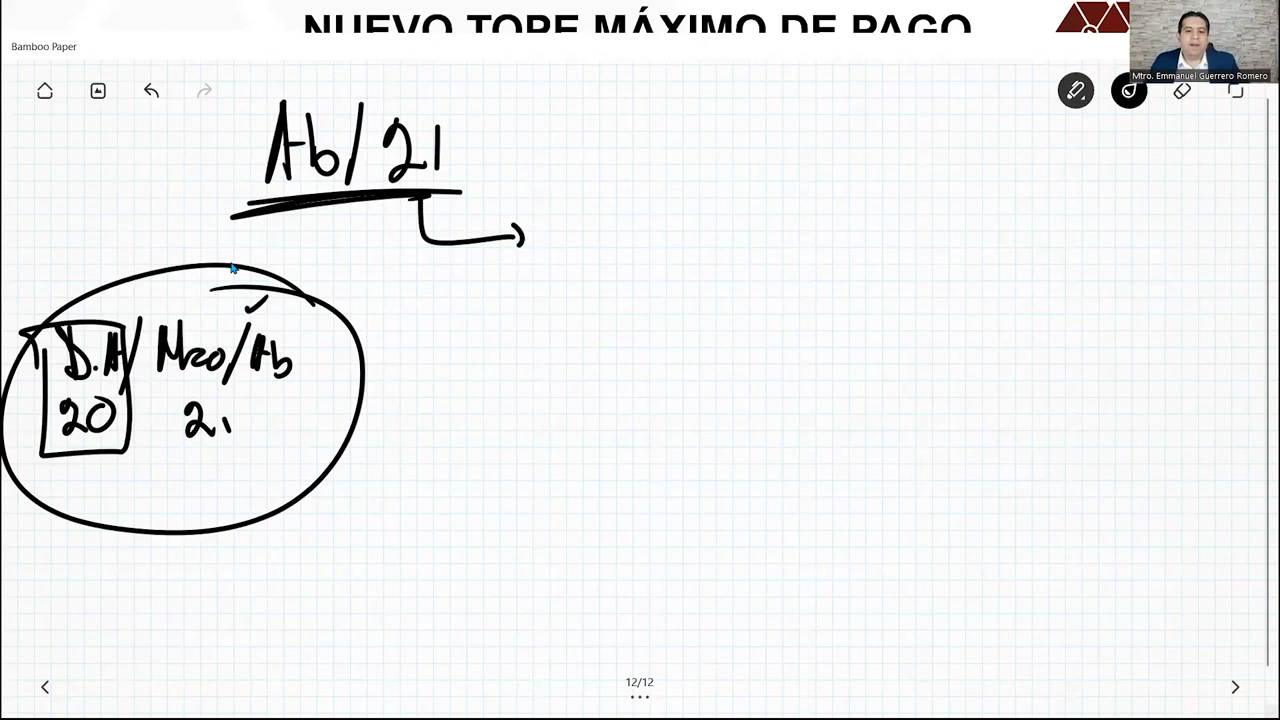 NUEVO TOPE MÁXIMO DE PAGO
Bamboo Paper
Mtro. Emmanuel Guerrero Romero
Ab/21
D.A/ Mzo/Ab
20 21
12/12